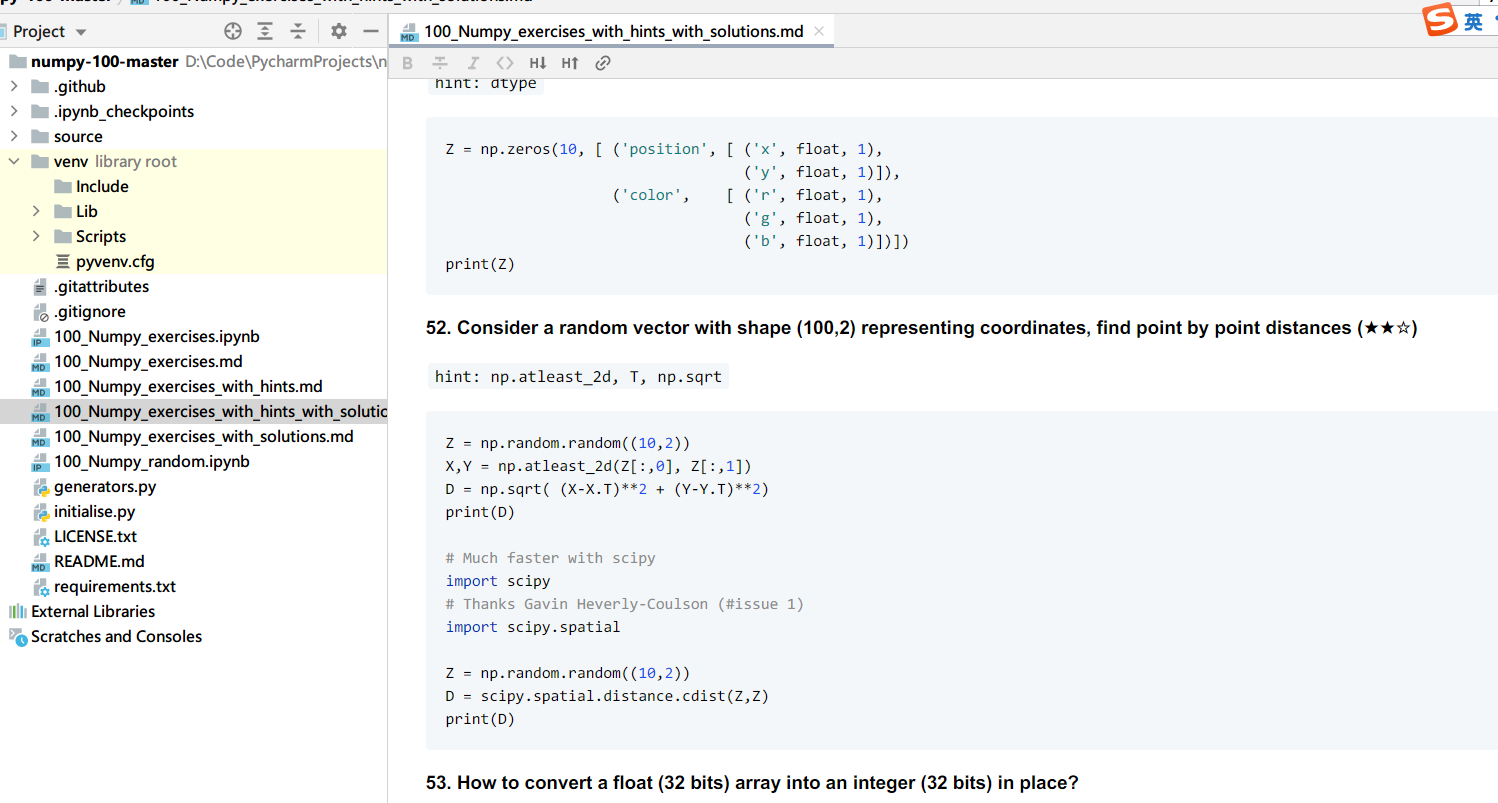 100_Numpy_exercises_with_hints_with_solutions.md
Project
100_Numpy_exercises_with_hints_with_solutions.md
英
numpy-100-master D:\Code\PycharmProjects\n
.github
.ipynb_checkpoints
source
venv library root
Include
Lib
Scripts
pyvenv.cfg
.gitattributes
.gitignore
100_Numpy_exercises.ipynb
100_Numpy_exercises.md
100_Numpy_exercises_with_hints.md
100_Numpy_exercises_with_hints_with_solutic
100_Numpy_exercises_with_solutions.md
100_Numpy_random.ipynb
generators.py
initialise.py
LICENSE.txt
README.md
requirements.txt
External Libraries
Scratches and Consoles
B I <> H↓ H↑
hint: dtype
Z = np.zeros(10, [ ('position', [ ('x', float, 1),
('y', float, 1)]),
('color', [ ('r', float, 1),
('g', float, 1),
('b', float, 1)])])
print(Z)
52. Consider a random vector with shape (100,2) representing coordinates, find point by point distances (★★☆)
hint: np.atleast_2d, T, np.sqrt
Z = np.random.random((10,2))
X,Y = np.atleast_2d(Z[:,0], Z[:,1])
D = np.sqrt( (X-X.T)**2 + (Y-Y.T)**2)
print(D)
# Much faster with scipy
import scipy
# Thanks Gavin Heverly-Coulson (#issue 1)
import scipy.spatial
Z = np.random.random((10,2))
D = scipy.spatial.distance.cdist(Z,Z)
print(D)
53. How to convert a float (32 bits) array into an integer (32 bits) in place?